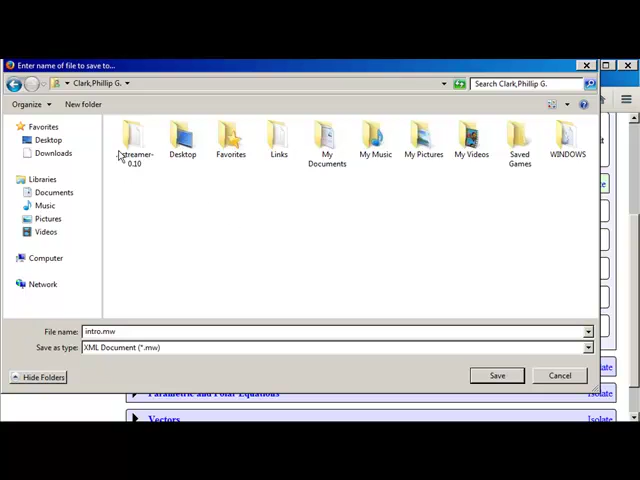 Enter name of file to save to...
Clark,Phillip G.
Search Clark,Phillip G.
Organize
New folder
Favorites
Desktop
Downloads
Libraries
Documents
Music
Pictures
Videos
Computer
Network
streamer-0.10
Desktop
Favorites
Links
My Documents
My Music
My Pictures
My Videos
Saved Games
WINDOWS
File name: intro.mw
Save as type: XML Document (*.mw)
Hide Folders
Save
Cancel
Parametric and Polar Equations
Isolate
Vectors
Isolate